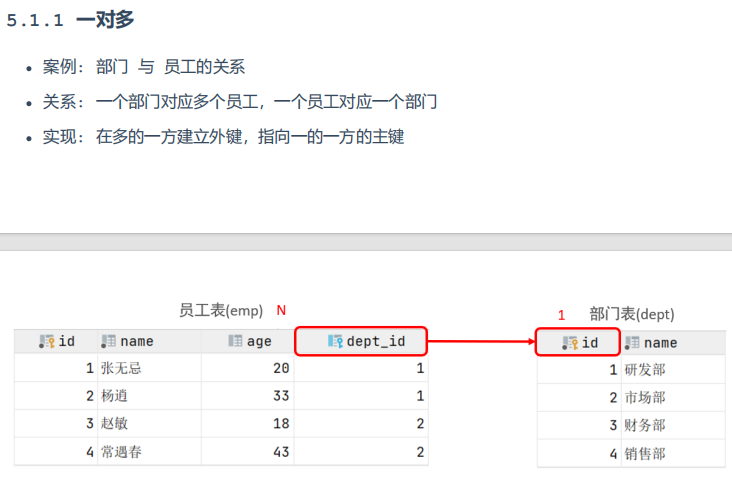 5.1.1 一对多
案例：部门 与 员工的关系
关系：一个部门对应多个员工，一个员工对应一个部门
实现：在多的一方建立外键，指向一的一方的主键
员工表(emp) N
id name age dept_id
1 张无忌 20 1
2 杨逍 33 1
3 赵敏 18 2
4 常遇春 43 2
1 部门表(dept)
id name
1 研发部
2 市场部
3 财务部
4 销售部